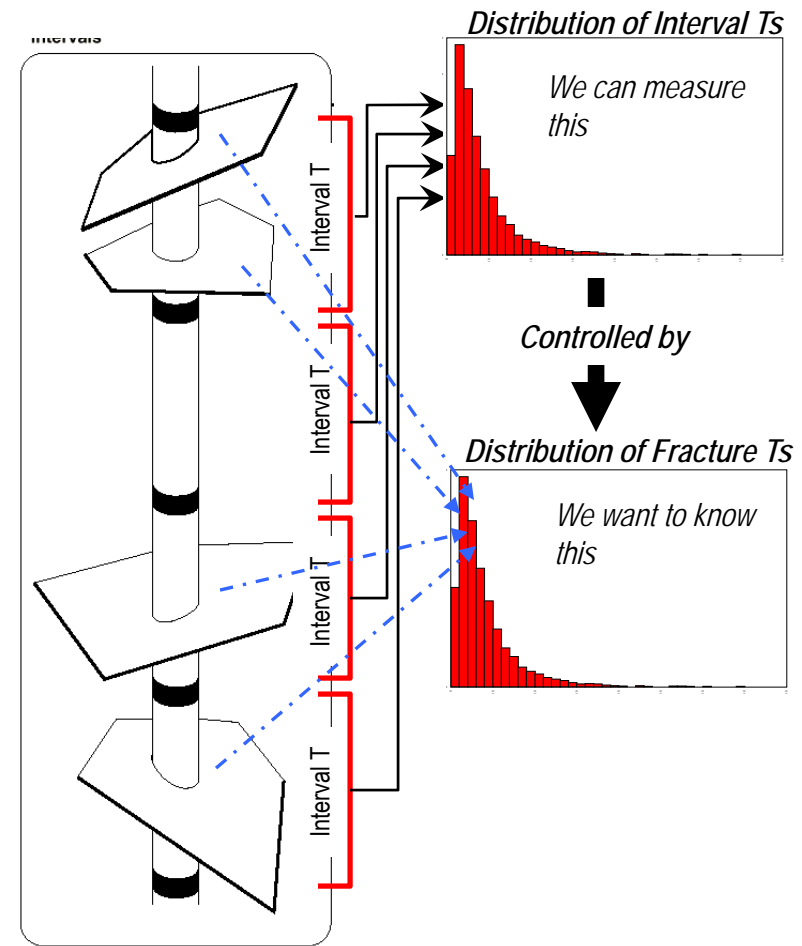 Distribution of Interval Ts
Intervals
We can measure
this
Interval T
Interval T
Interval T
Interval T
Controlled by
Distribution of Fracture Ts
We want to know
this